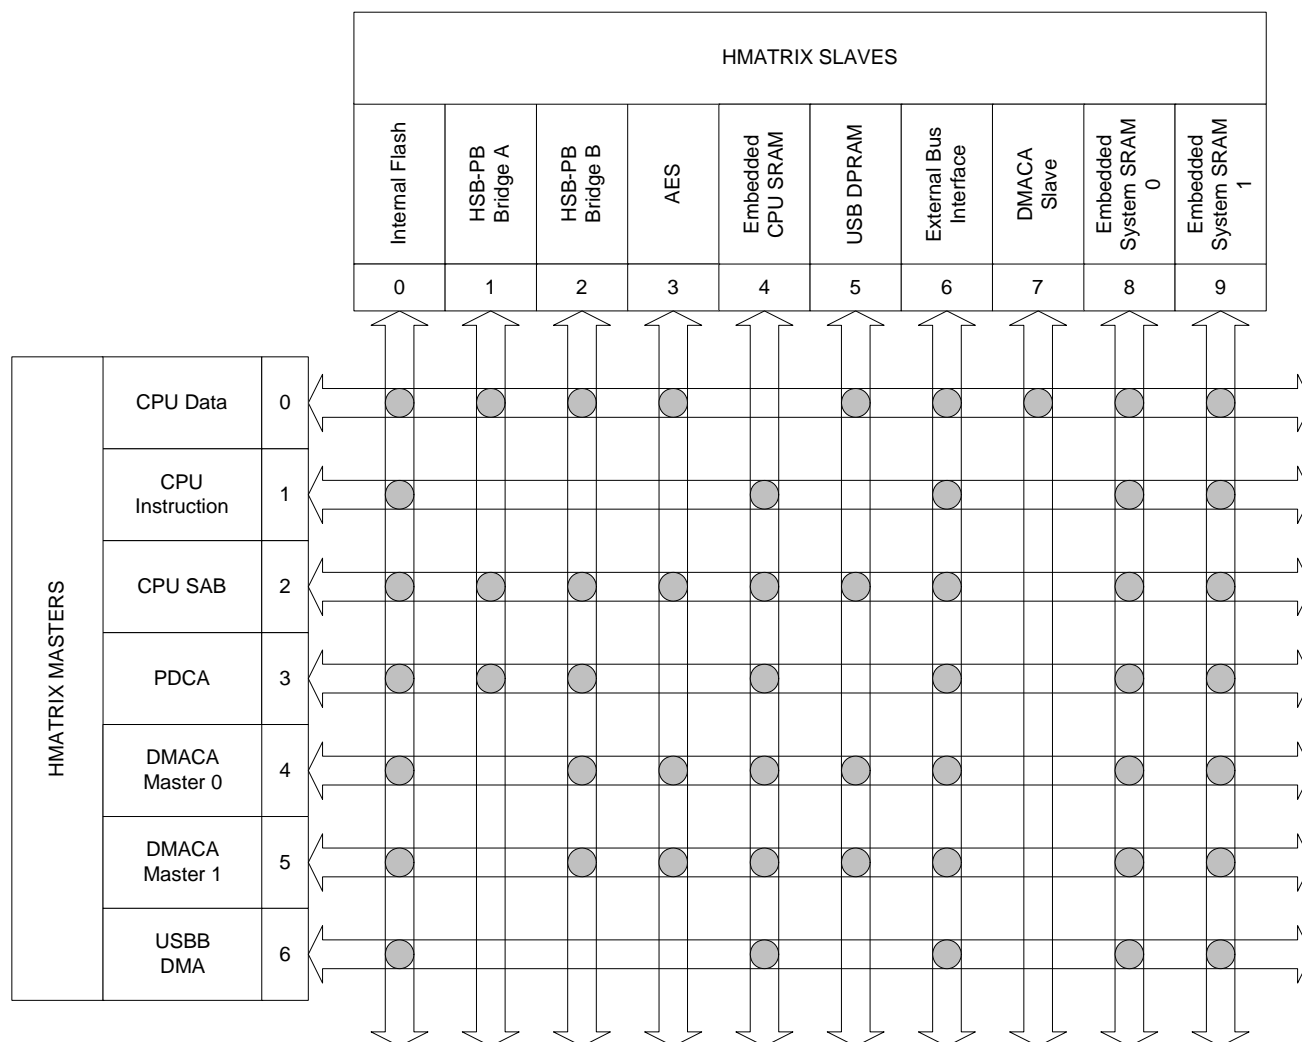 HMATRIX SLAVES
Internal Flash
HSB-PB
Bridge A
HSB-PB
Bridge B
AES
Embedded
CPU SRAM
USB DPRAM
External Bus
Interface
DMACA
Slave
Embedded
System SRAM
0
Embedded
System SRAM
1
0
1
2
3
4
5
6
7
8
9
HMATRIX MASTERS
CPU Data
0
CPU
Instruction
1
CPU SAB
2
PDCA
3
DMACA
Master 0
4
DMACA
Master 1
5
USBB
DMA
6